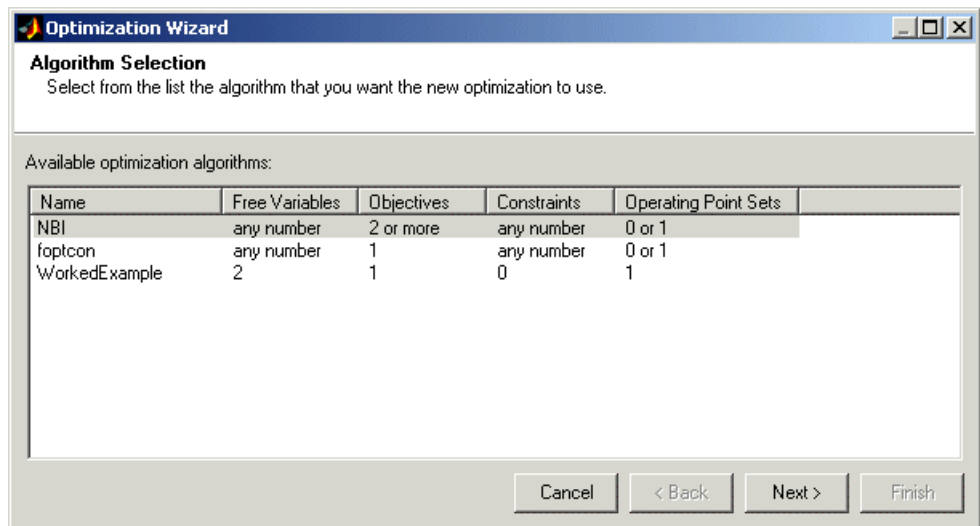 Optimization Wizard
Algorithm Selection
Select from the list the algorithm that you want the new optimization to use.
Available optimization algorithms:
Name Free Variables Objectives Constraints Operating Point Sets
NBI any number 2 or more any number 0 or 1
foptcon any number 1 any number 0 or 1
WorkedExample 2 1 0 1
Cancel < Back Next > Finish